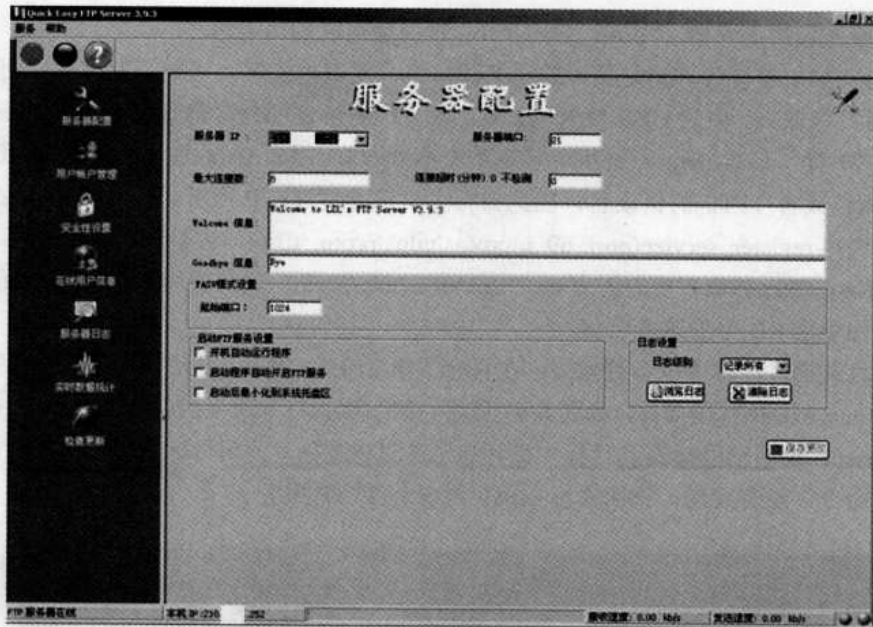 Quick Easy FTP Server 3.9.3
服务 帮助
服务器配置
服务器配置
服务器 IP :
服务器端口:
用户帐户管理
最大连接数
0
连接超时(分钟):0 不检测
0
安全性设置
Welcome 信息:
Welcome to LZL's FTP Server V3.9.3
在线用户信息
Goodbye 信息
Bye
PASV模式设置
起始端口:
1024
服务器日志
启动FTP服务设置
开机自动运行程序
启动程序自动开启FTP服务
启动后最小化到系统托盘区
日志设置
日志级别
记录所有
浏览日志
清除日志
实时数据统计
检查更新
保存更改
FTP 服务器在线
本机 IP:210. .252
接收速度: 0.00 kb/s
发送速度: 0.00 kb/s